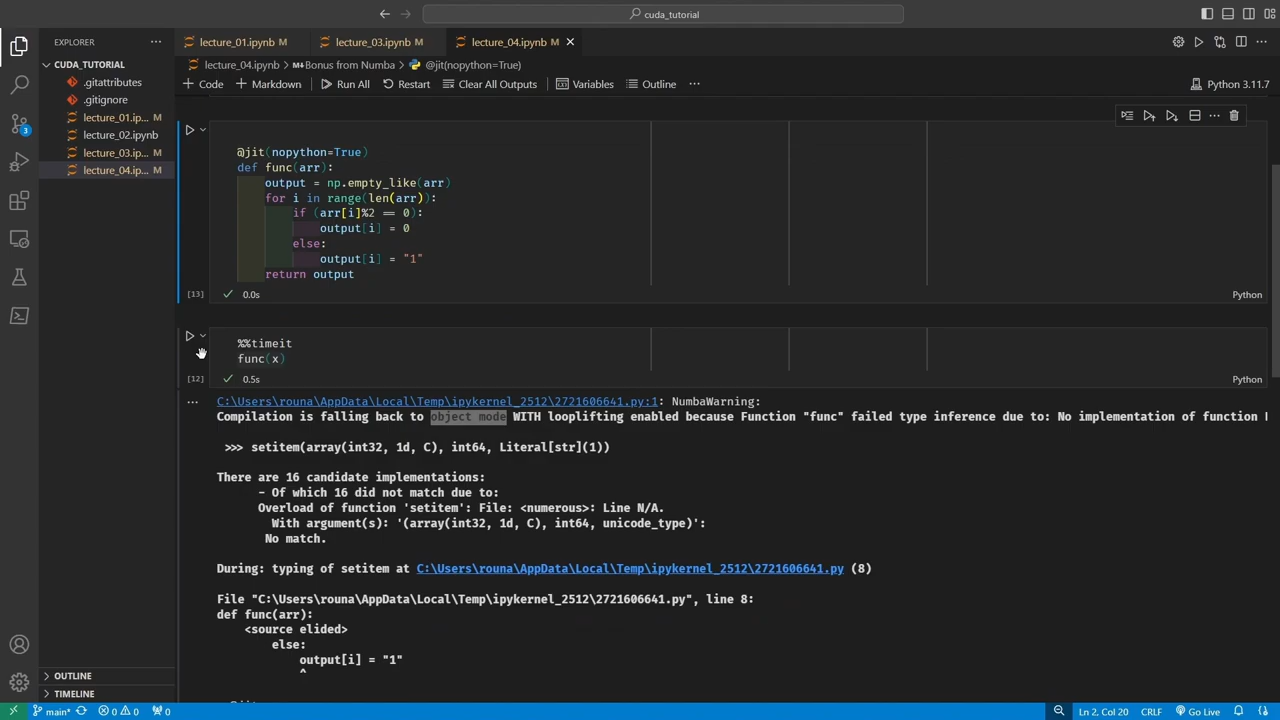 cuda_tutorial
EXPLORER
lecture_01.ipynb M
lecture_03.ipynb M
lecture_04.ipynb M
CUDA_TUTORIAL
.gitattributes
.gitignore
lecture_01.ip... M
lecture_02.ipynb
lecture_03.ip... M
lecture_04.ip... M
3
OUTLINE
TIMELINE
lecture_04.ipynb > M↓Bonus from Numba > @jit(nopython=True)
+ Code + Markdown Run All Restart Clear All Outputs Variables Outline ... Python 3.11.7
@jit(nopython=True)
def func(arr):
output = np.empty_like(arr)
for i in range(len(arr)):
if (arr[i]%2 == 0):
output[i] = 0
else:
output[i] = "1"
return output
[13] ✓ 0.0s Python
%%timeit
func(x)
[12] ✓ 0.5s Python
... C:\Users\rouna\AppData\Local\Temp\ipykernel_2512\2721606641.py:1: NumbaWarning:
Compilation is falling back to object mode WITH looplifting enabled because Function "func" failed type inference due to: No implementation of function
>>> setitem(array(int32, 1d, C), int64, Literal[str](1))
There are 16 candidate implementations:
- Of which 16 did not match due to:
Overload of function 'setitem': File: <numerous>: Line N/A.
With argument(s): '(array(int32, 1d, C), int64, unicode_type)':
No match.
During: typing of setitem at C:\Users\rouna\AppData\Local\Temp\ipykernel_2512\2721606641.py (8)
File "C:\Users\rouna\AppData\Local\Temp\ipykernel_2512\2721606641.py", line 8:
def func(arr):
<source elided>
else:
output[i] = "1"
^
main* 0 0 0 Ln 2, Col 20 CRLF Go Live